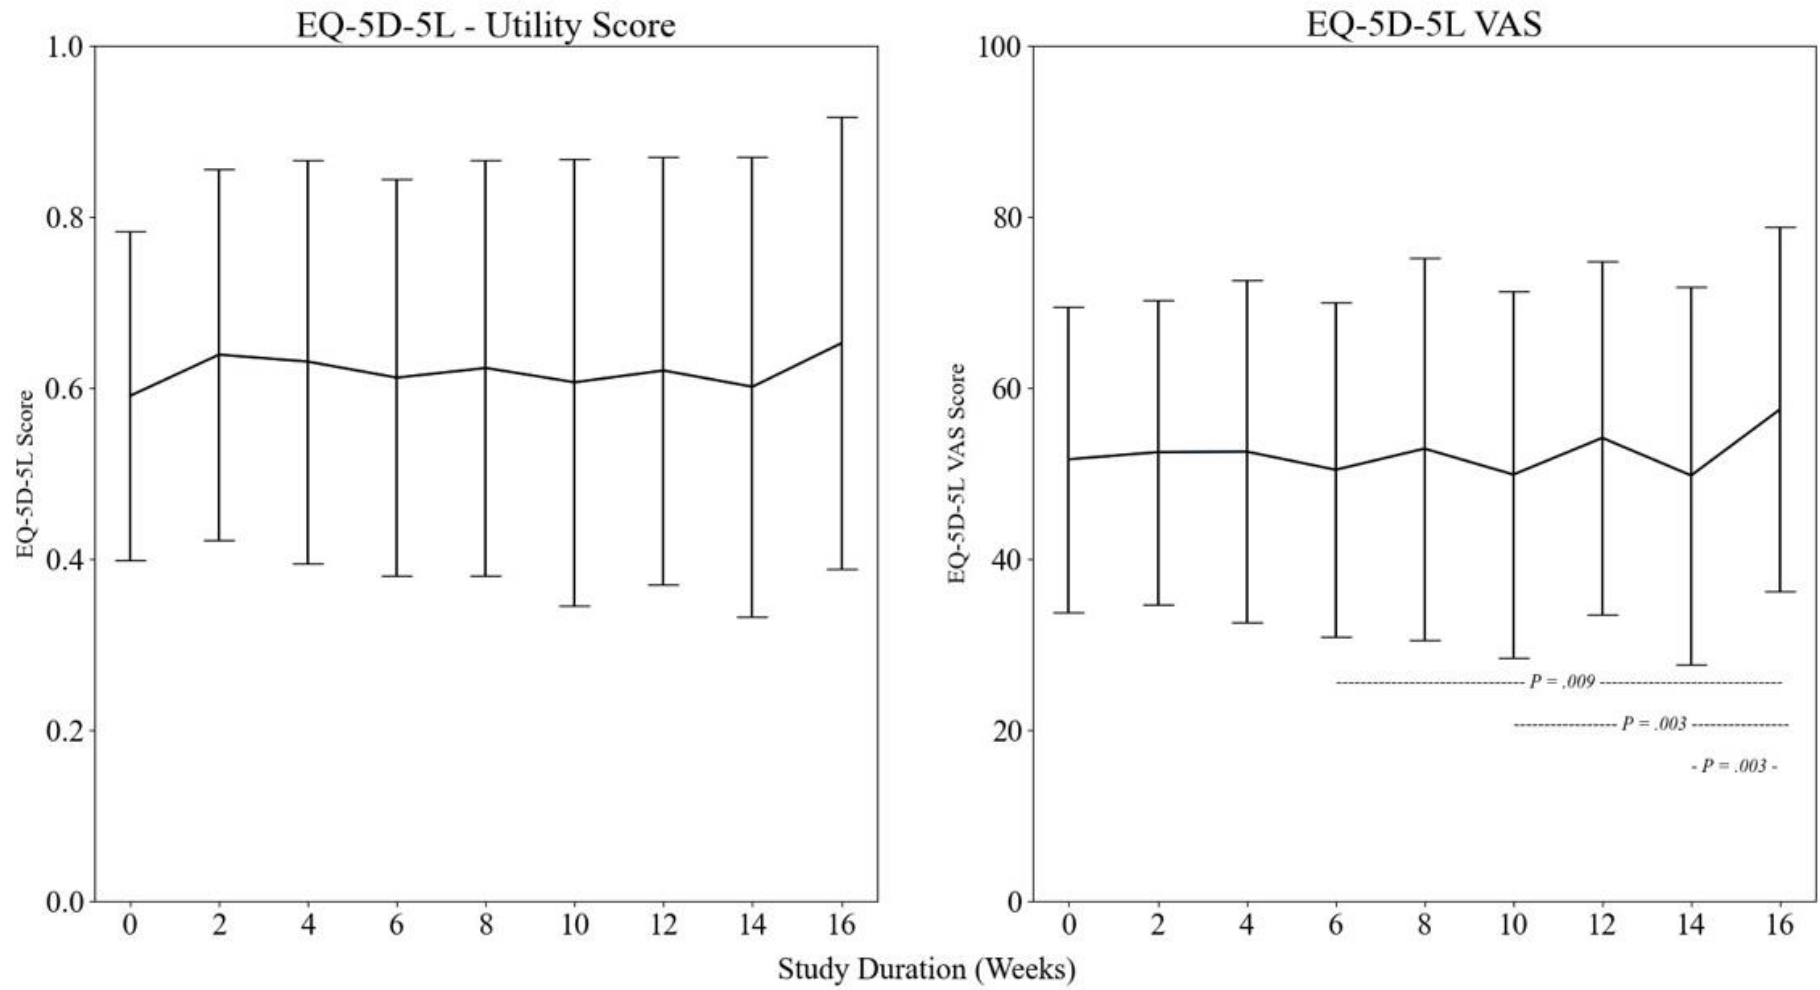 EQ-5D-5L - Utility Score
EQ-5D-5L Score
1.0
0.8
0.6
0.4
0.2
0.0
0 2 4 6 8 10 12 14 16
EQ-5D-5L VAS
EQ-5D-5L VAS Score
100
80
60
40
20
0
P = .009
P = .003
- P = .003 -
0 2 4 6 8 10 12 14 16
Study Duration (Weeks)